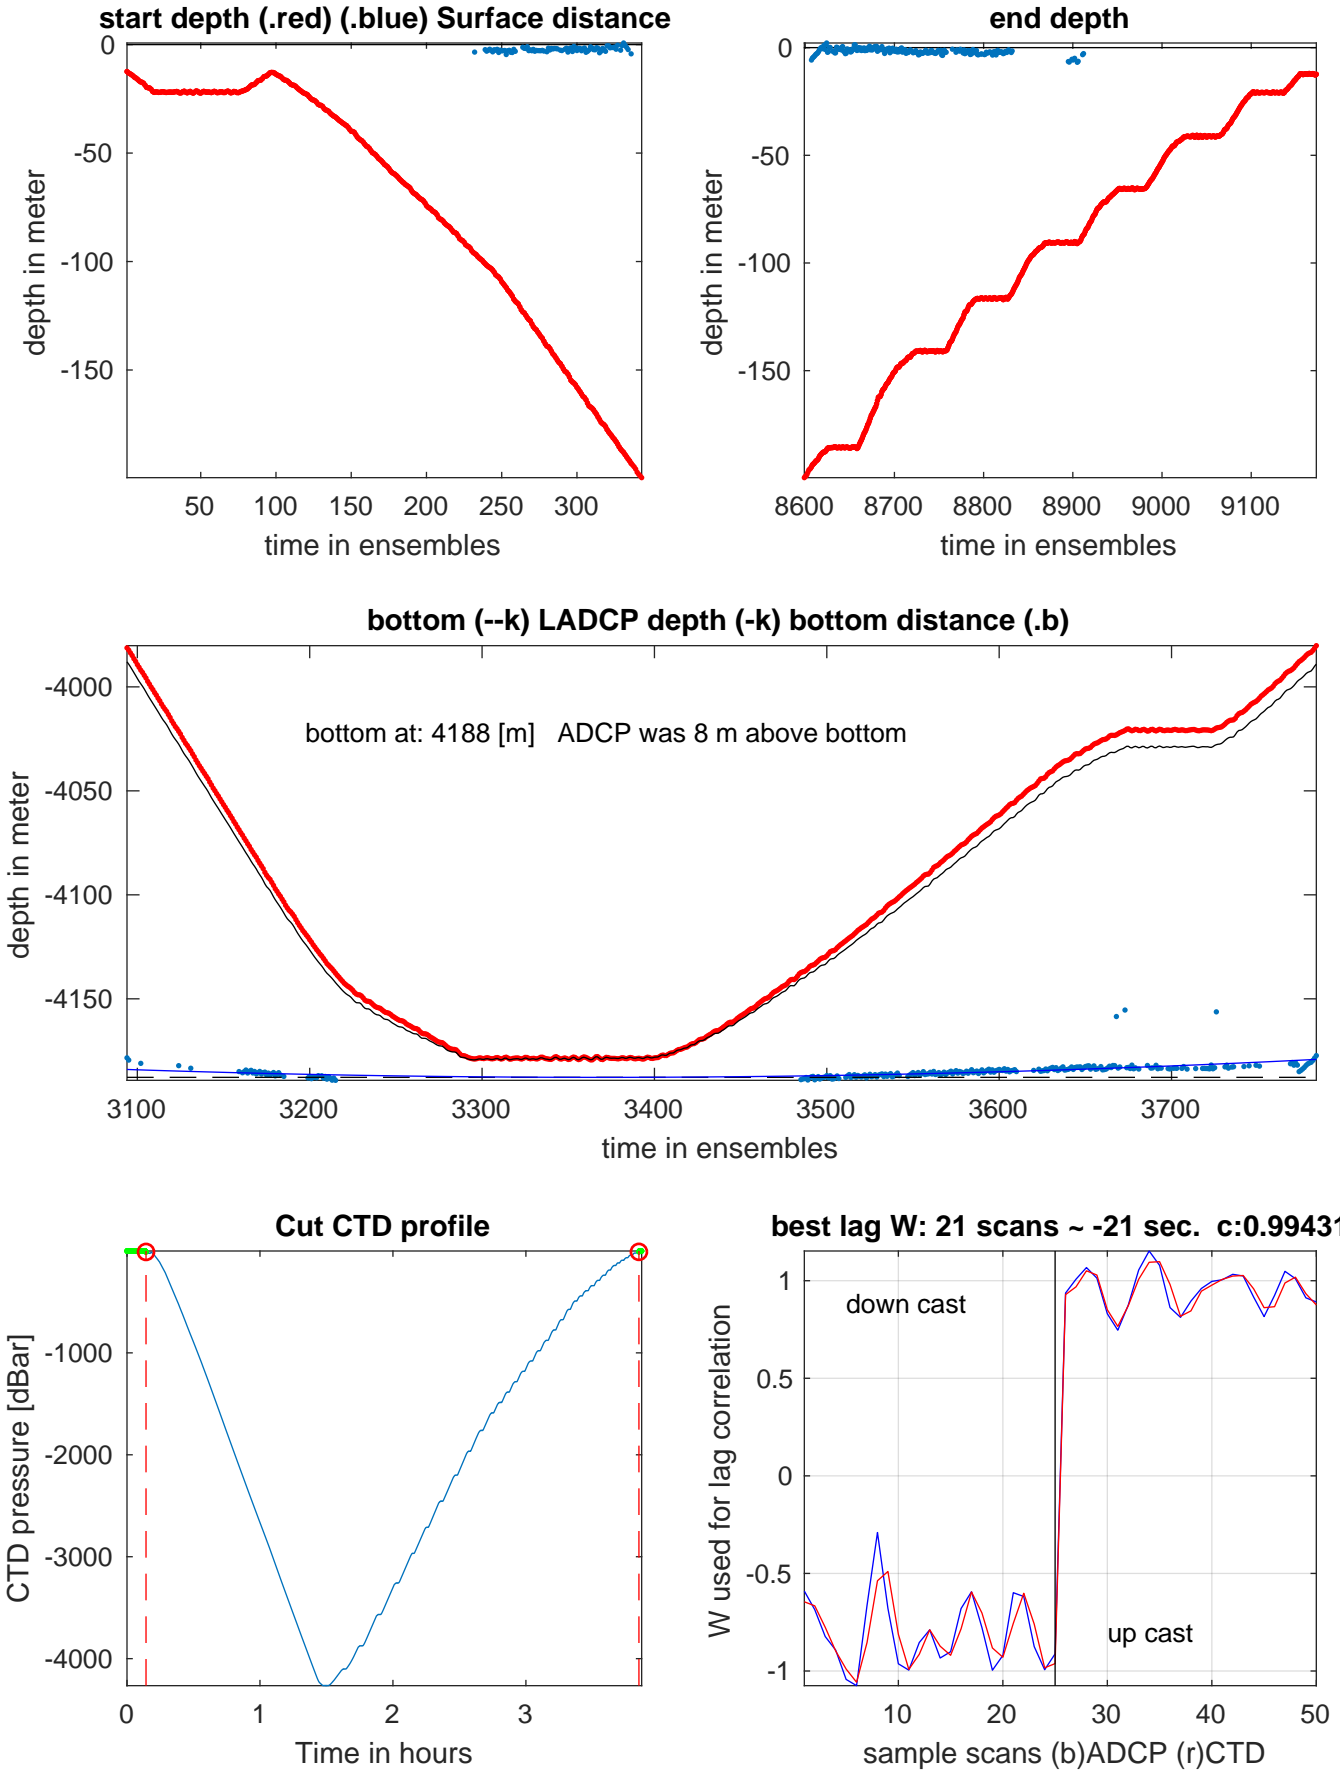 start depth (.red) (.blue) Surface distance
0
-50
-100
-150
depth in meter
50 100 150 200 250 300
time in ensembles
end depth
0
-50
-100
-150
depth in meter
8600 8700 8800 8900 9000 9100
time in ensembles
bottom (--k) LADCP depth (-k) bottom distance (.b)
bottom at: 4188 [m] ADCP was 8 m above bottom
-4000
-4050
-4100
-4150
depth in meter
3100 3200 3300 3400 3500 3600 3700
time in ensembles
Cut CTD profile
-1000
-2000
-3000
-4000
CTD pressure [dBar]
0 1 2 3
Time in hours
best lag W: 21 scans ~ -21 sec. c:0.99431
down cast
up cast
1
0.5
0
-0.5
-1
W used for lag correlation
10 20 30 40 50
sample scans (b)ADCP (r)CTD